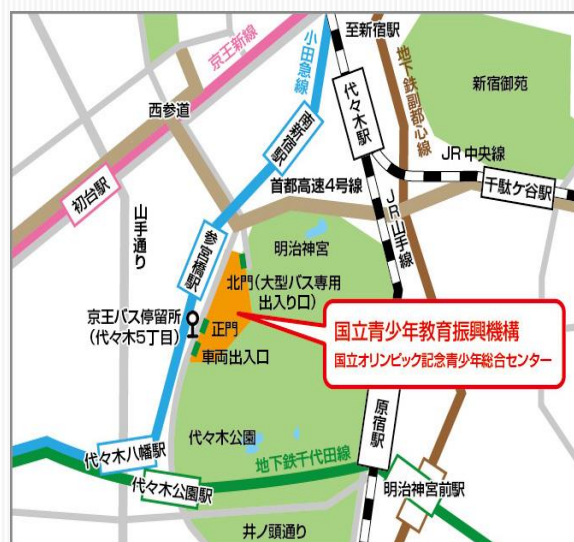 至新宿駅
京王新線
小田急線
地下鉄副都心線
新宿御苑
西参道
代々木駅
南新宿駅
JR中央線
初台駅
首都高速4号線
千駄ケ谷駅
山手通り
JR山手線
参宮橋駅
明治神宮
北門(大型バス専用
出入り口)
京王バス停留所
(代々木5丁目)
正門
国立青少年教育振興機構
国立オリンピック記念青少年総合センター
車両出入口
原宿駅
代々木公園
代々木八幡駅
地下鉄千代田線
代々木公園駅
明治神宮前駅
井ノ頭通り